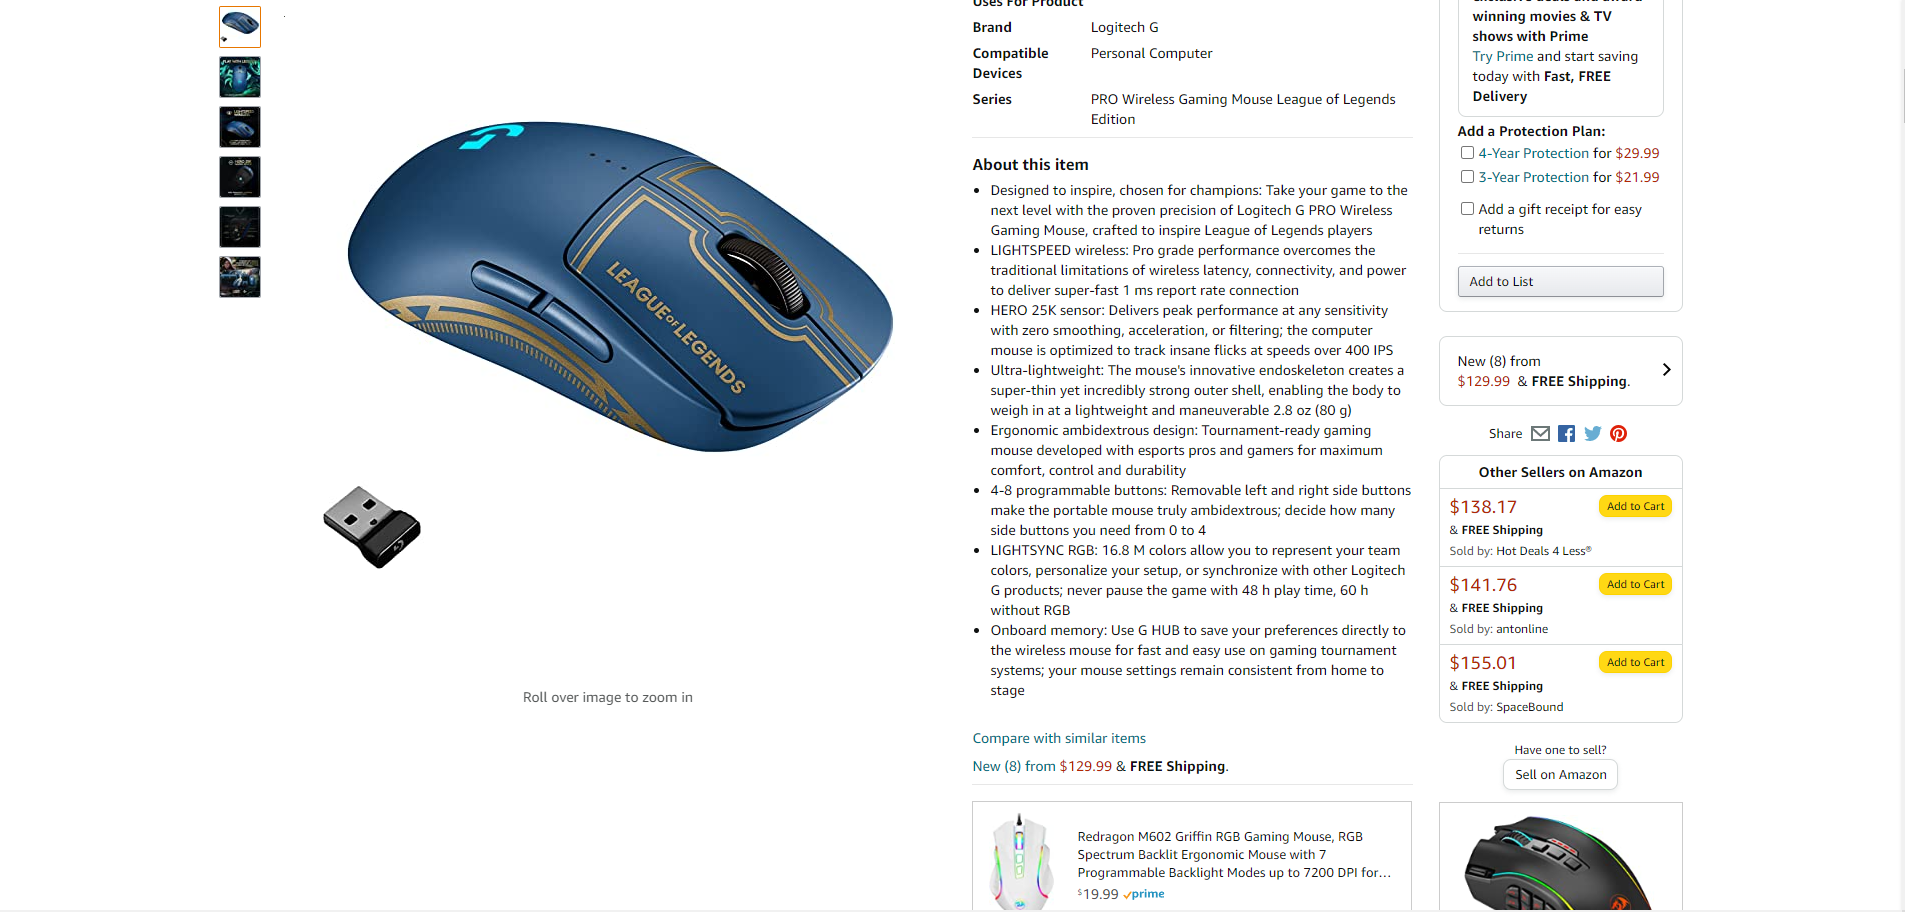 LEAGUE OF LEGENDS
Roll over image to zoom in
Uses For Product
Brand Logitech G
Compatible Personal Computer
Devices
Series PRO Wireless Gaming Mouse League of Legends
Edition
About this item
Designed to inspire, chosen for champions: Take your game to the
next level with the proven precision of Logitech G PRO Wireless
Gaming Mouse, crafted to inspire League of Legends players
LIGHTSPEED wireless: Pro grade performance overcomes the
traditional limitations of wireless latency, connectivity, and power
to deliver super-fast 1 ms report rate connection
HERO 25K sensor: Delivers peak performance at any sensitivity
with zero smoothing, acceleration, or filtering; the computer
mouse is optimized to track insane flicks at speeds over 400 IPS
Ultra-lightweight: The mouse's innovative endoskeleton creates a
super-thin yet incredibly strong outer shell, enabling the body to
weigh in at a lightweight and maneuverable 2.8 oz (80 g)
Ergonomic ambidextrous design: Tournament-ready gaming
mouse developed with esports pros and gamers for maximum
comfort, control and durability
4-8 programmable buttons: Removable left and right side buttons
make the portable mouse truly ambidextrous; decide how many
side buttons you need from 0 to 4
LIGHTSYNC RGB: 16.8 M colors allow you to represent your team
colors, personalize your setup, or synchronize with other Logitech
G products; never pause the game with 48 h play time, 60 h
without RGB
Onboard memory: Use G HUB to save your preferences directly to
the wireless mouse for fast and easy use on gaming tournament
systems; your mouse settings remain consistent from home to
stage
Compare with similar items
New (8) from $129.99 & FREE Shipping.
Redragon M602 Griffin RGB Gaming Mouse, RGB
Spectrum Backlit Ergonomic Mouse with 7
Programmable Backlight Modes up to 7200 DPI for...
$19.99 prime
exclusive deals and award-
winning movies & TV
shows with Prime
Try Prime and start saving
today with Fast, FREE
Delivery
Add a Protection Plan:
4-Year Protection for $29.99
3-Year Protection for $21.99
Add a gift receipt for easy
returns
Add to List
New (8) from
$129.99 & FREE Shipping.
Share
Other Sellers on Amazon
$138.17 Add to Cart
& FREE Shipping
Sold by: Hot Deals 4 Less®
$141.76 Add to Cart
& FREE Shipping
Sold by: antonline
$155.01 Add to Cart
& FREE Shipping
Sold by: SpaceBound
Have one to sell?
Sell on Amazon